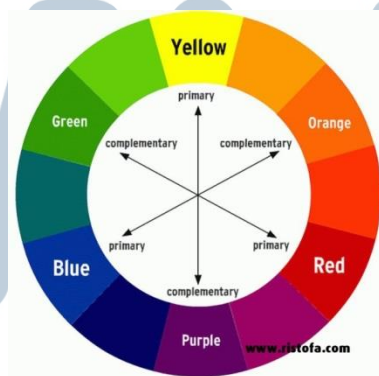 Yellow
primary
Green
Orange
complementary
complementary
primary
primary
Blue
Red
complementary
Purple
www.ristofa.com